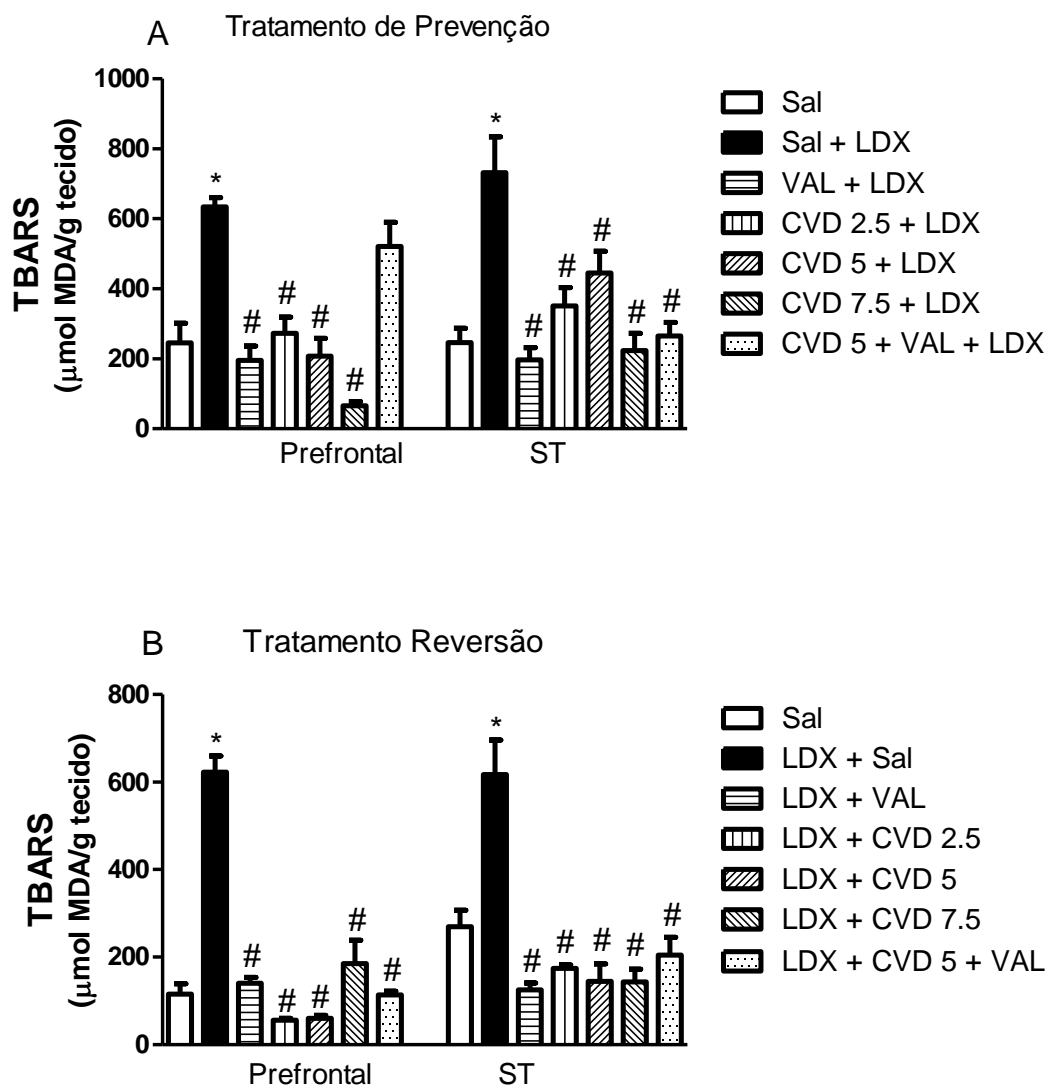 A
Tratamento de Prevenção
TBARS
(μmol MDA/g tecido)
1000
800
600
400
200
0
*
#
#
#
#
*
#
#
#
#
#
Prefrontal
ST
Sal
Sal + LDX
VAL + LDX
CVD 2.5 + LDX
CVD 5 + LDX
CVD 7.5 + LDX
CVD 5 + VAL + LDX
B
Tratamento Reversão
TBARS
(μmol MDA/g tecido)
800
600
400
200
0
*
#
#
#
#
#
*
#
#
#
#
#
Prefrontal
ST
Sal
LDX + Sal
LDX + VAL
LDX + CVD 2.5
LDX + CVD 5
LDX + CVD 7.5
LDX + CVD 5 + VAL